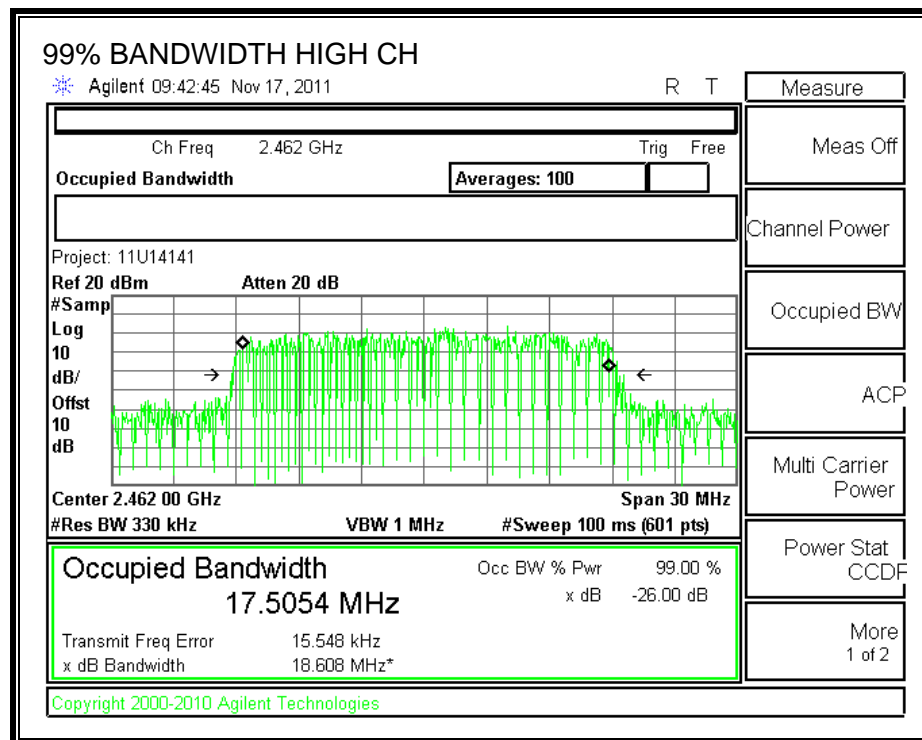 99% BANDWIDTH HIGH CH
Agilent 09:42:45 Nov 17, 2011 R T
Ch Freq 2.462 GHz Trig Free
Occupied Bandwidth Averages: 100
Project: 11U14141
Ref 20 dBm Atten 20 dB
#Samp
Log
10
dB/
Offst
10
dB
Center 2.462 00 GHz Span 30 MHz
#Res BW 330 kHz VBW 1 MHz #Sweep 100 ms (601 pts)
Occupied Bandwidth Occ BW % Pwr 99.00 %
17.5054 MHz x dB -26.00 dB
Transmit Freq Error 15.548 kHz
x dB Bandwidth 18.608 MHz*
Copyright 2000-2010 Agilent Technologies
Measure
Meas Off
Channel Power
Occupied BW
ACP
Multi Carrier
Power
Power Stat
CCDF
More
1 of 2